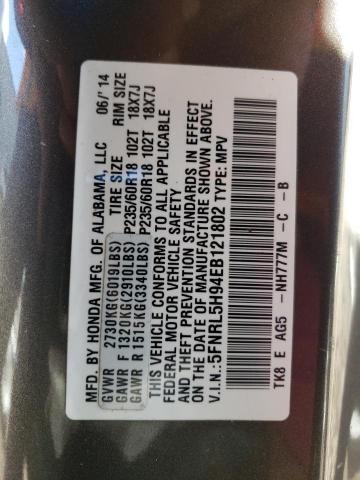 MFD. BY HONDA MFG. OF ALABAMA, LLC 06/' 14
TIRE SIZE RIM SIZE
GVWR 2730KG(6019LBS)
GAWR F 1320KG(2910LBS) P235/60R18 102T 18X7J
GAWR R 1515KG(3340LBS) P235/60R18 102T 18X7J
THIS VEHICLE CONFORMS TO ALL APPLICABLE
FEDERAL MOTOR VEHICLE SAFETY
AND THEFT PREVENTION STANDARDS IN EFFECT
ON THE DATE OF MANUFACTURE SHOWN ABOVE.
V.I.N.:5FNRL5H94EB121802 TYPE: MPV
TK8 E AG5 -NH777M -C -B